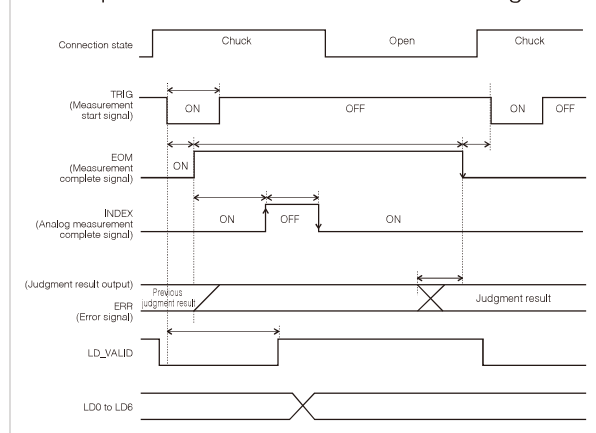 Connection state
Chuck
Open
Chuck
TRIG
(Measurement
start signal)
ON
OFF
ON
OFF
EOM
(Measurement
complete signal)
ON
INDEX
(Analog measurement
complete signal)
ON
OFF
ON
(Judgment result output)
Previous
judgment result
ERR
(Error signal)
Judgment result
LD_VALID
LD0 to LD6